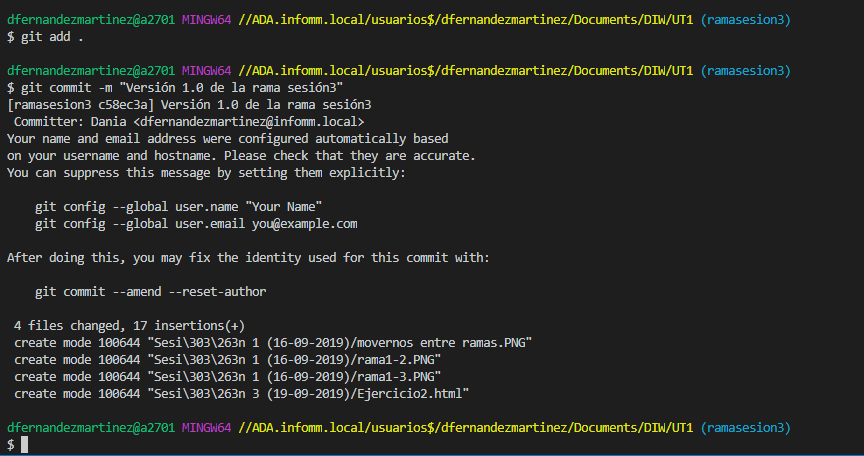 dfernandezmartinez@a2701 MINGW64 //ADA.infomm.local/usuarios$/dfernandezmartinez/Documents/DIW/UT1 (ramasesion3)
$ git add .
dfernandezmartinez@a2701 MINGW64 //ADA.infomm.local/usuarios$/dfernandezmartinez/Documents/DIW/UT1 (ramasesion3)
$ git commit -m "Versión 1.0 de la rama sesión3"
[ramasesion3 c58ec3a] Versión 1.0 de la rama sesión3
Committer: Dania <dfernandezmartinez@infomm.local>
Your name and email address were configured automatically based
on your username and hostname. Please check that they are accurate.
You can suppress this message by setting them explicitly:
git config --global user.name "Your Name"
git config --global user.email you@example.com
After doing this, you may fix the identity used for this commit with:
git commit --amend --reset-author
4 files changed, 17 insertions(+)
create mode 100644 "Sesi\303\263n 1 (16-09-2019)/movernos entre ramas.PNG"
create mode 100644 "Sesi\303\263n 1 (16-09-2019)/rama1-2.PNG"
create mode 100644 "Sesi\303\263n 1 (16-09-2019)/rama1-3.PNG"
create mode 100644 "Sesi\303\263n 3 (19-09-2019)/Ejercicio2.html"
dfernandezmartinez@a2701 MINGW64 //ADA.infomm.local/usuarios$/dfernandezmartinez/Documents/DIW/UT1 (ramasesion3)
$